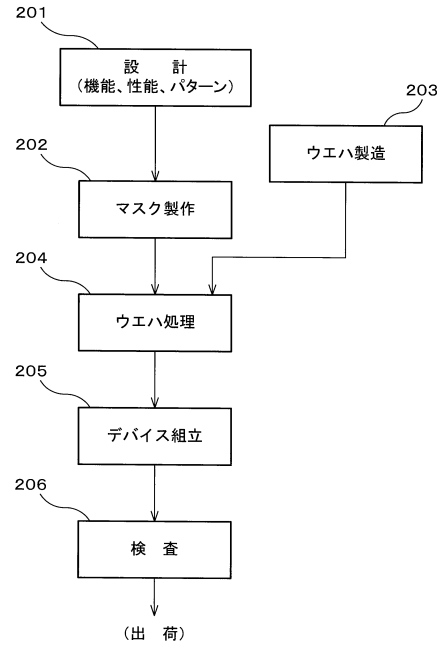 201
設　計
(機能、性能、パターン)
203
ウエハ製造
202
マスク製作
204
ウエハ処理
205
デバイス組立
206
検　査
(出　荷)